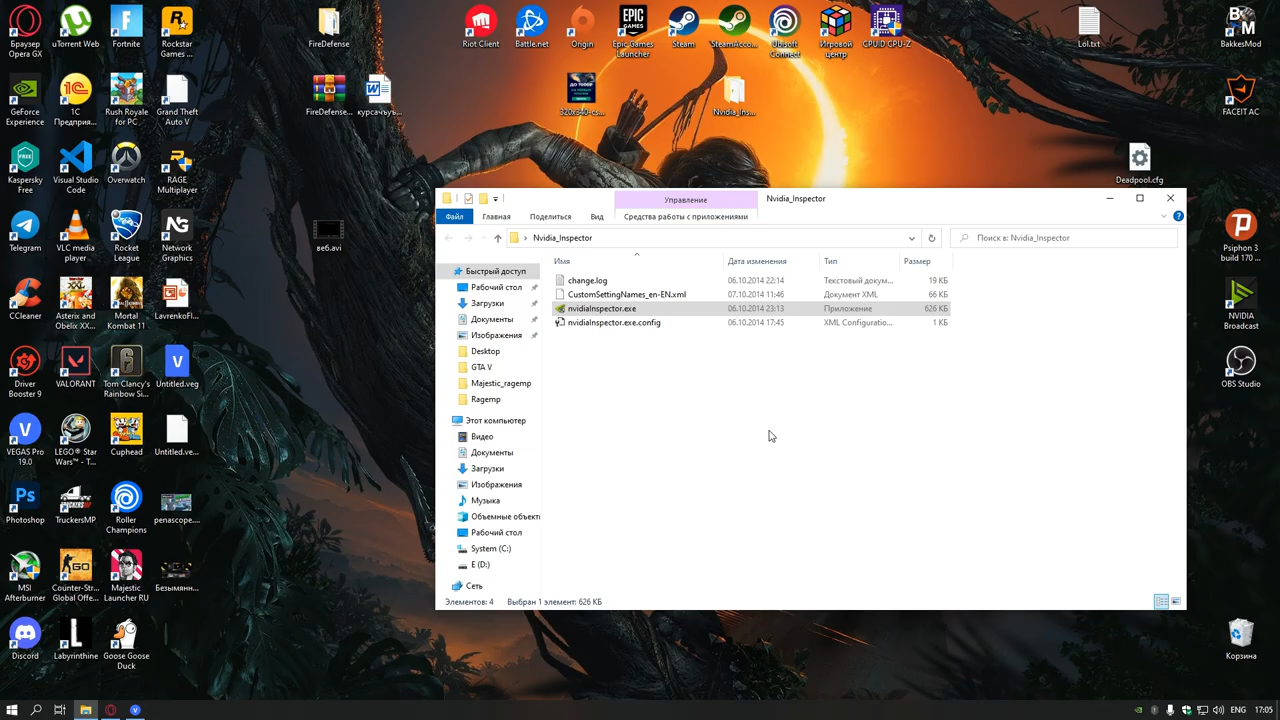 Браузер
Opera GX
uTorrent Web
Fortnite
Rockstar
Games ...
FireDefense
Riot Client
Battle.net
Origin
Epic Games
Launcher
Steam
SteamAcco...
Ubisoft
Connect
Игровой
центр
CPUID CPU-Z
Lol.txt
BakkesMod
GeForce
Experience
1С
Предприя...
Rush Royale
for PC
Grand Theft
Auto V
FireDefense...
320x340-cs...
Nvidia_Ins...
FACEIT AC
Kaspersky
Free
Visual Studio
Code
Overwatch
RAGE
Multiplayer
Deadpool.cfg
Telegram
VLC media
player
Rocket
League
Network
Graphics
веб.avi
Psiphon 3
build 170 ...
CCleaner
Asterix and
Obelix XX...
Mortal
Kombat 11
LavrenkoFi...
NVIDIA
Broadcast
Driver
Booster 9
VALORANT
Tom Clancy's
Rainbow Si...
Untitled.veg
OBS Studio
VEGAS Pro
19.0
LEGO® Star
Wars™ - T...
Cuphead
Untitled.ve...
Photoshop
TruckersMP
Roller
Champions
penascope....
MSI
Afterburner
Counter-Str...
Global Offe...
Majestic
Launcher RU
Безымянн...
Discord
Labyrinthine
Goose Goose
Duck
Корзина
Управление
Nvidia_Inspector
Файл
Главная
Поделиться
Вид
Средства работы с приложениями
Nvidia_Inspector
Поиск в: Nvidia_Inspector
Имя
Дата изменения
Тип
Размер
change.log
06.10.2014 22:14
Текстовый докум...
19 КБ
CustomSettingNames_en-EN.xml
07.10.2014 11:46
Документ XML
66 КБ
nvidiaInspector.exe
06.10.2014 23:13
Приложение
626 КБ
nvidiaInspector.exe.config
06.10.2014 17:45
XML Configuratio...
1 КБ
Быстрый доступ
Рабочий стол
Загрузки
Документы
Изображения
Desktop
GTA V
Majestic_ragemp
Ragemp
Этот компьютер
Видео
Документы
Загрузки
Изображения
Музыка
Объемные объект
Рабочий стол
System (C:)
E (D:)
Сеть
Элементов: 4
Выбран 1 элемент: 626 КБ
ENG
17:05